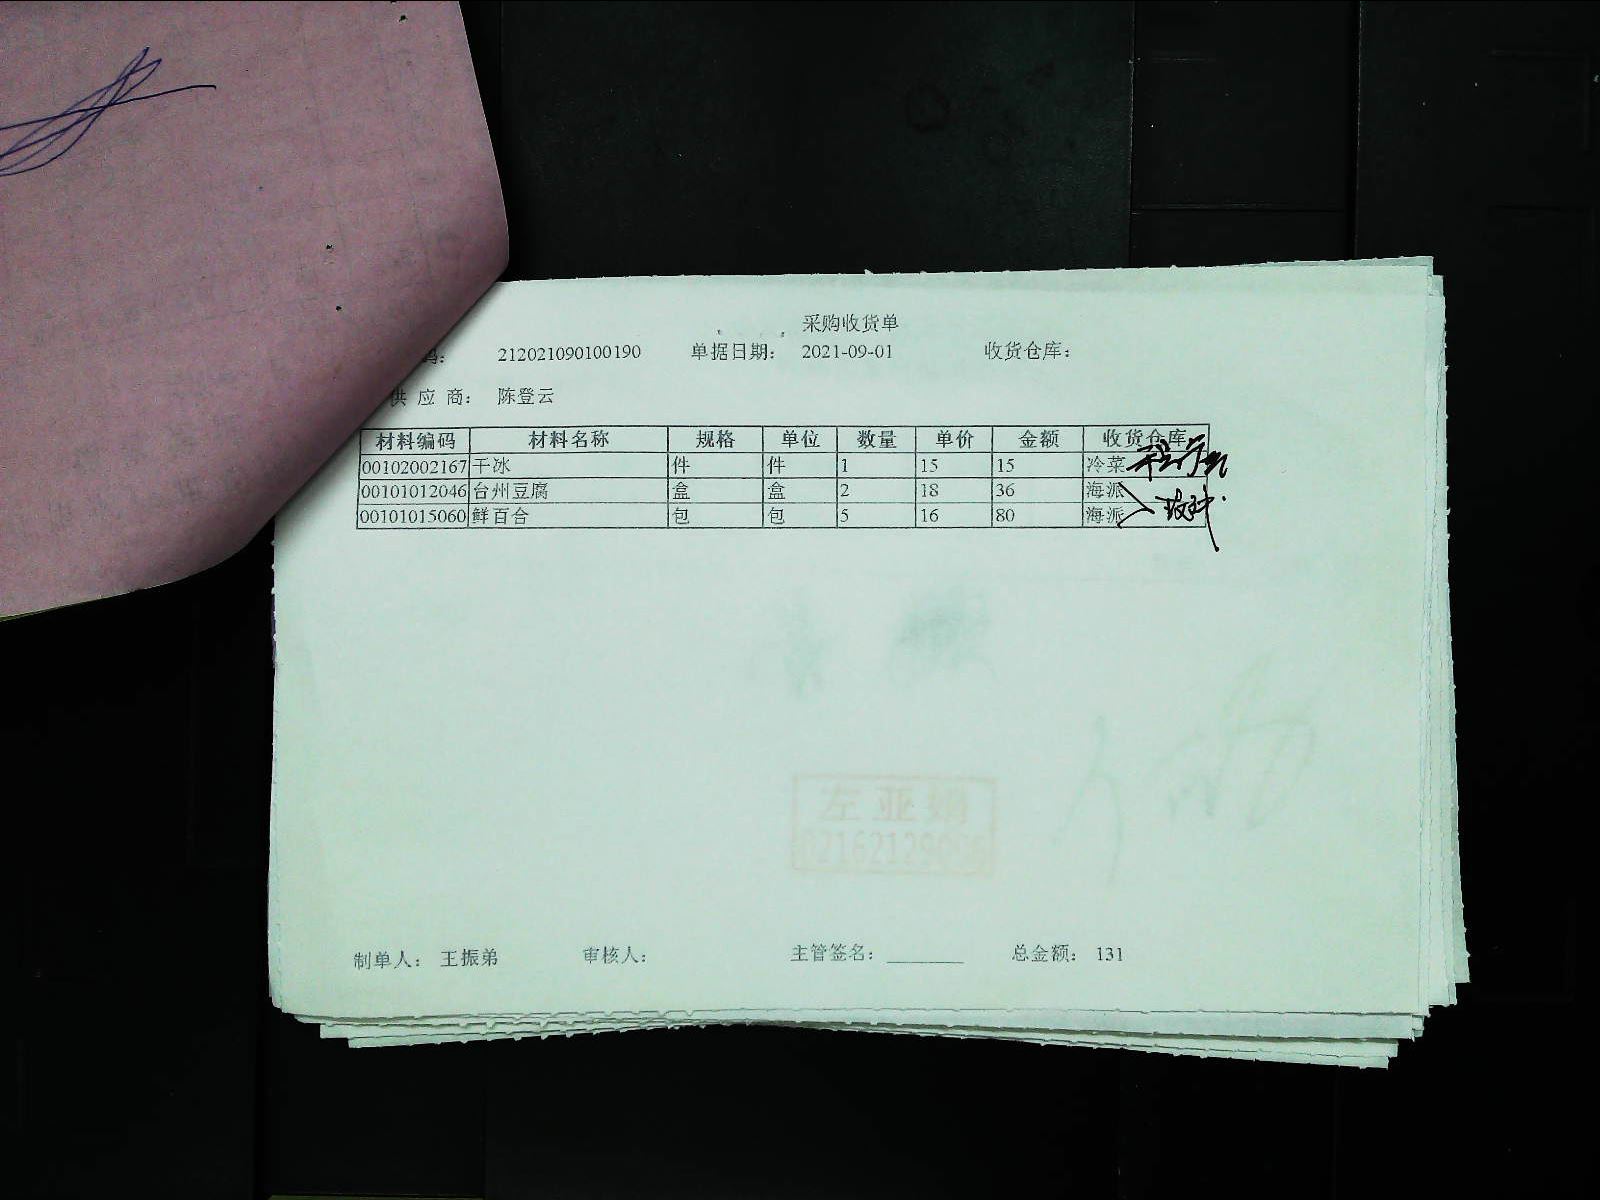 采购收货单
码： 212021090100190 单据日期： 2021-09-01 收货仓库：
供 应 商： 陈登云
材料编码 材料名称 规格 单位 数量 单价 金额 收货仓库
00102002167 干冰 件 件 1 15 15 冷菜
00101012046 台州豆腐 盒 盒 2 18 36 海派
00101015060 鲜百合 包 包 5 16 80 海派
左亚娟
制单人： 王振弟 审核人： 主管签名： 总金额： 131